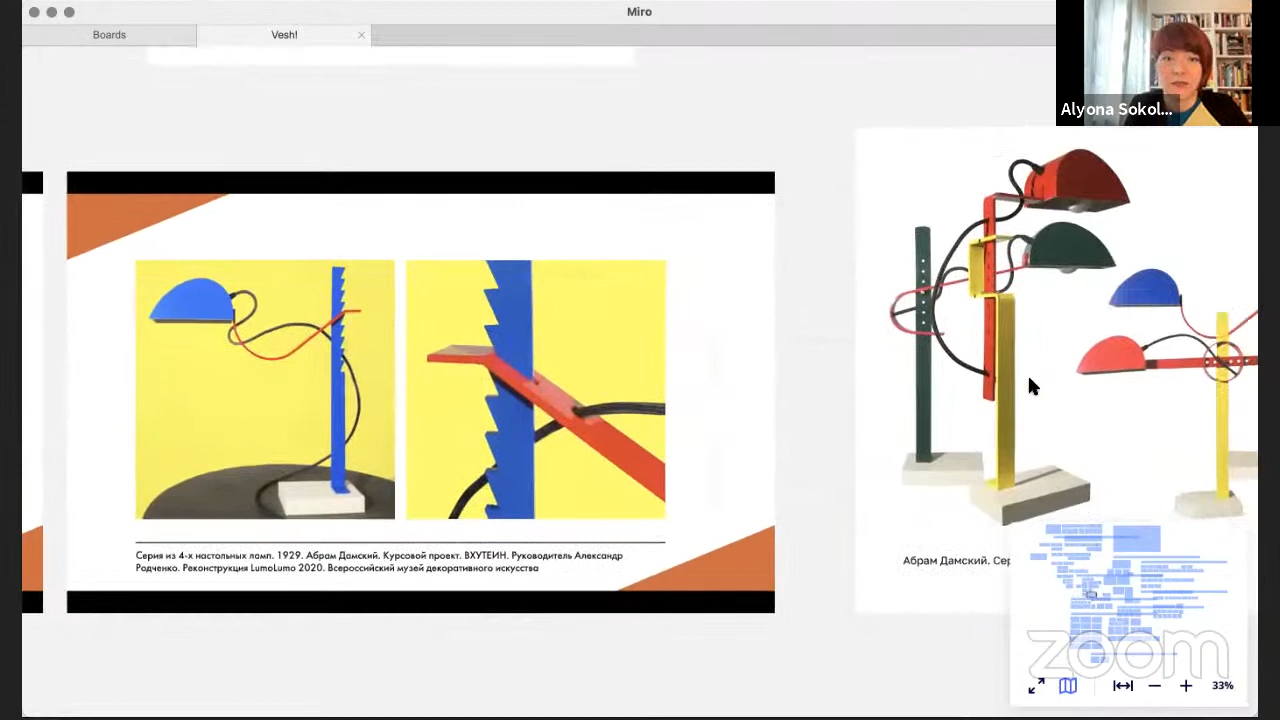 Miro
Boards
Vesh!
Alyona Sokol...
Серия из 4-х настольных ламп. 1929. Абрам Дамский. Курсовой проект. ВХУТЕИН. Руководитель Александр
Родченко. Реконструкция LumoLumo 2020. Всероссийский музей декоративного искусства
Абрам Дамский. Сер
zoom
33%